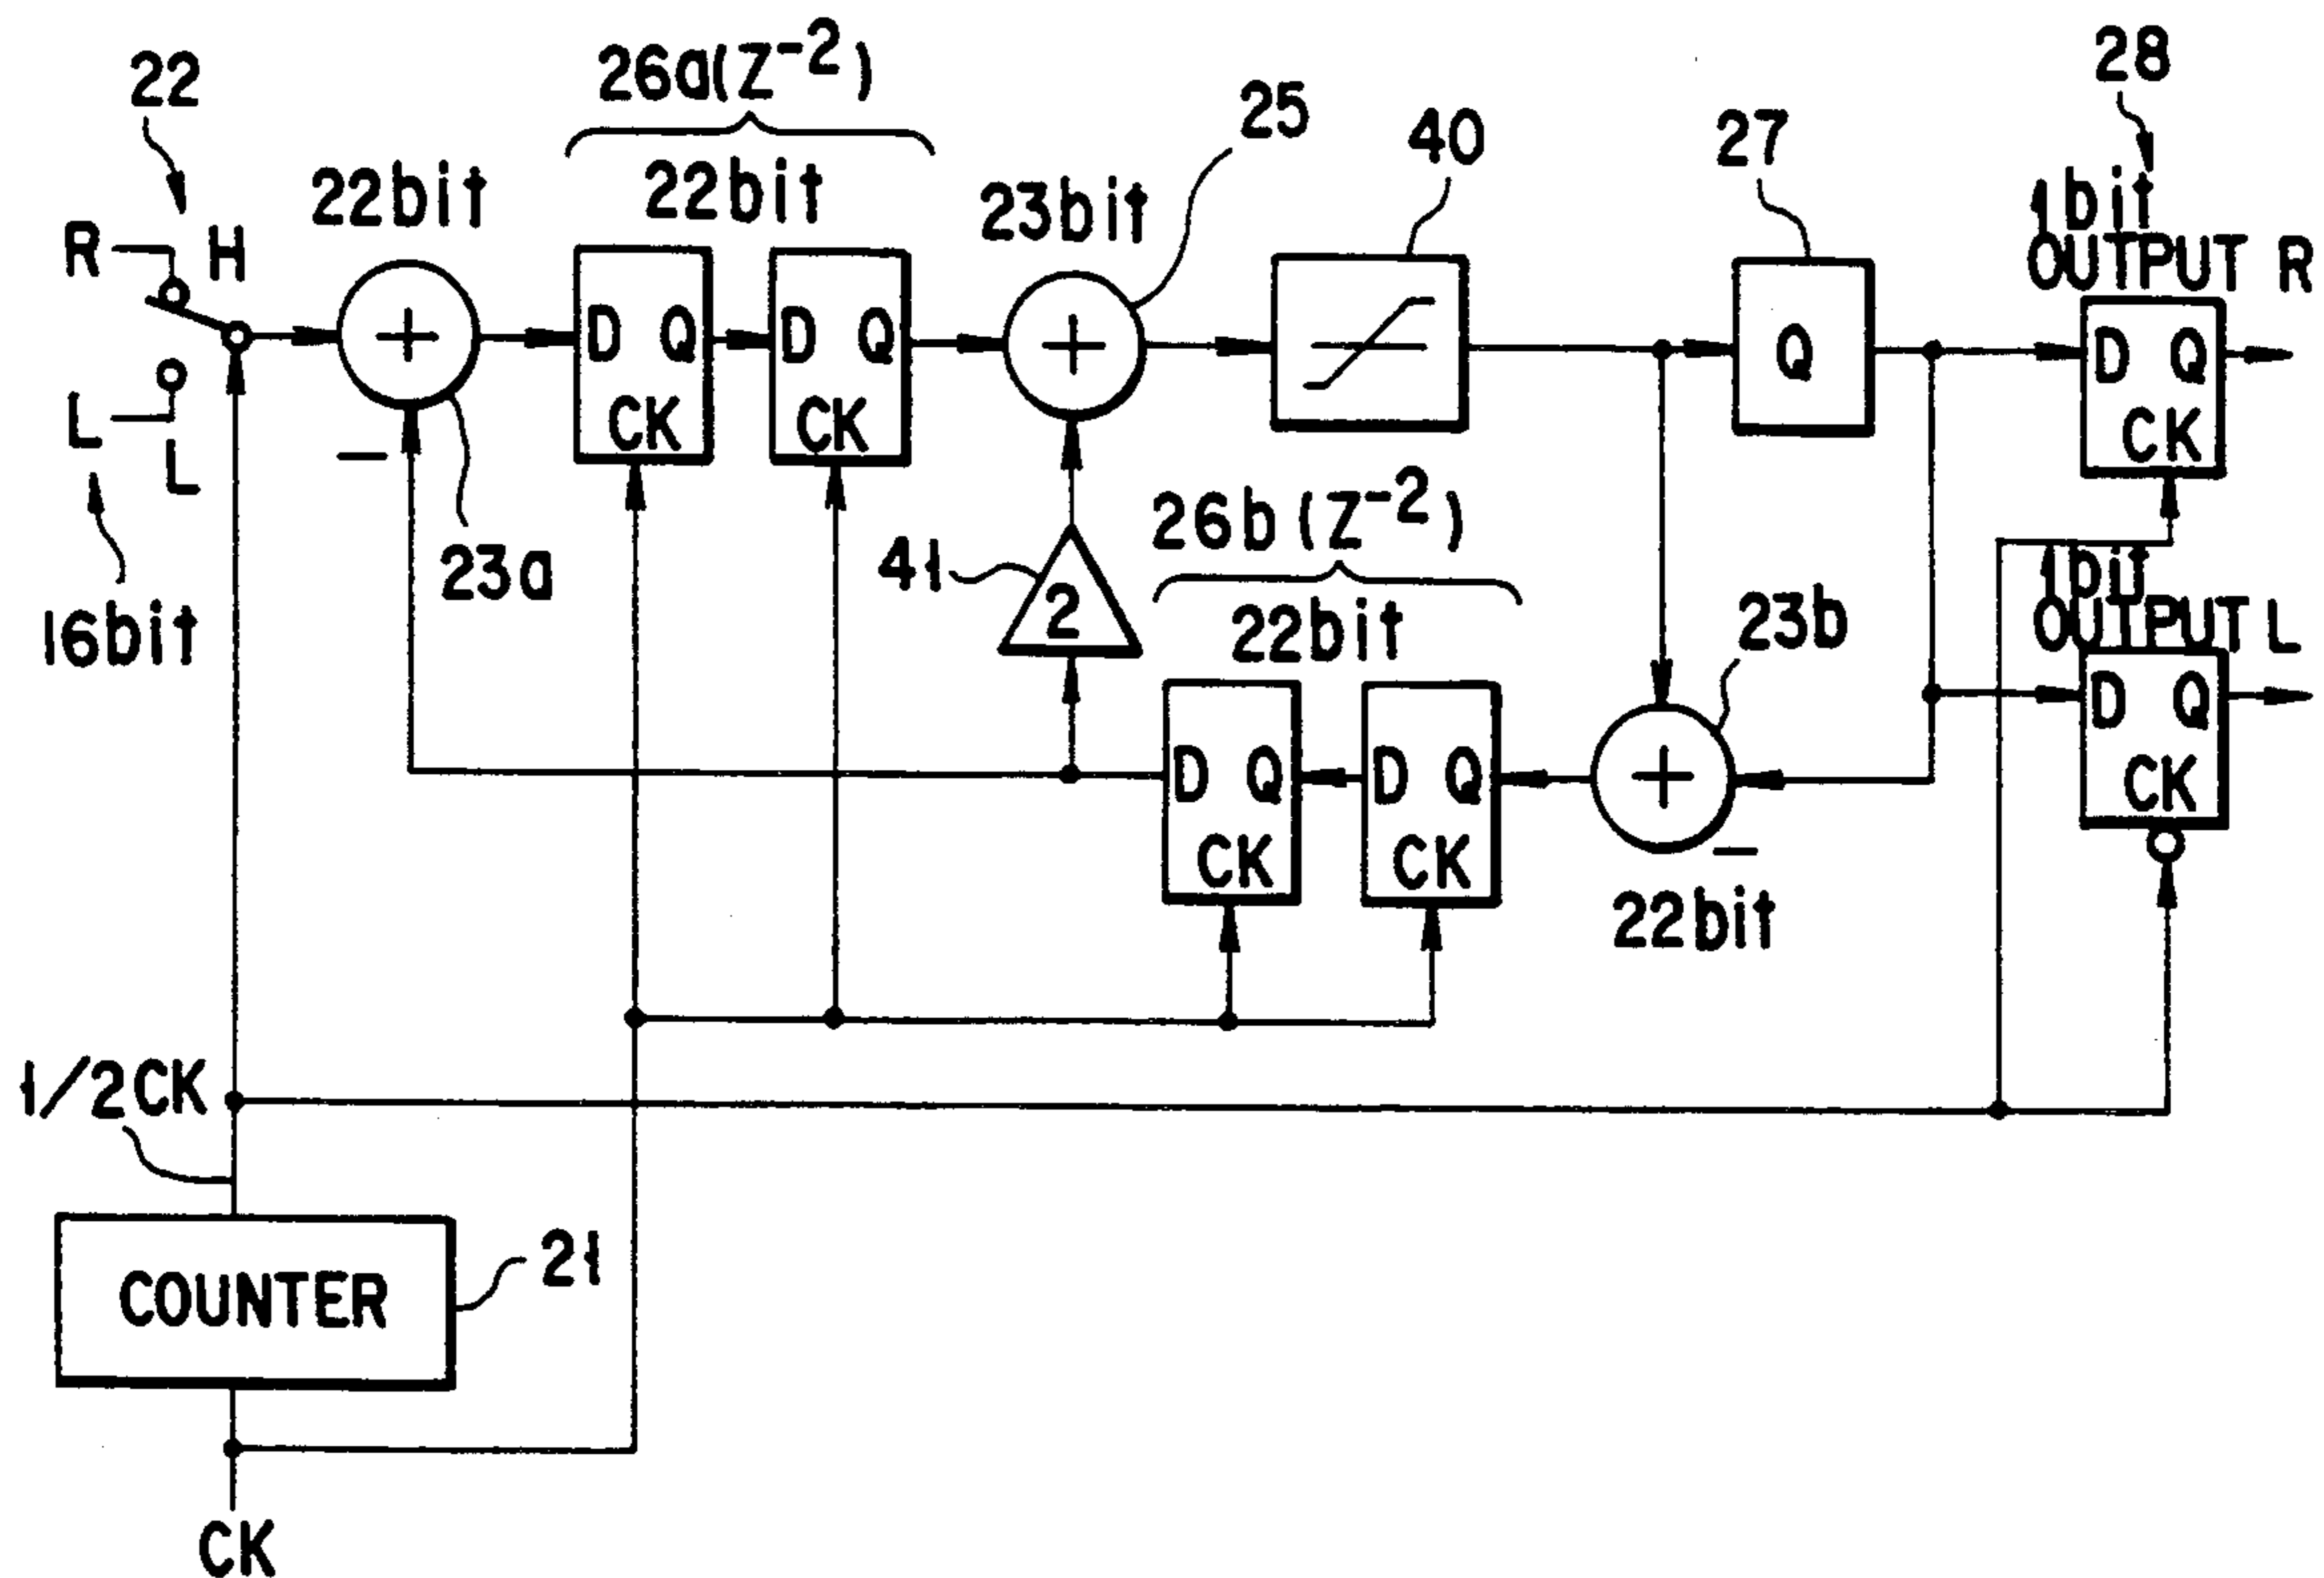 22
26a(Z⁻²)
28
25
40
27
22bit
22bit
23bit
1bit
OUTPUT R
R
H
D Q
CK
D Q
CK
Q
D Q
CK
L
L
−
23a
16bit
41
2
26b(Z⁻²)
22bit
23b
1bit
OUTPUT L
D Q
CK
D Q
CK
D Q
CK
−
22bit
1/2CK
COUNTER
21
CK